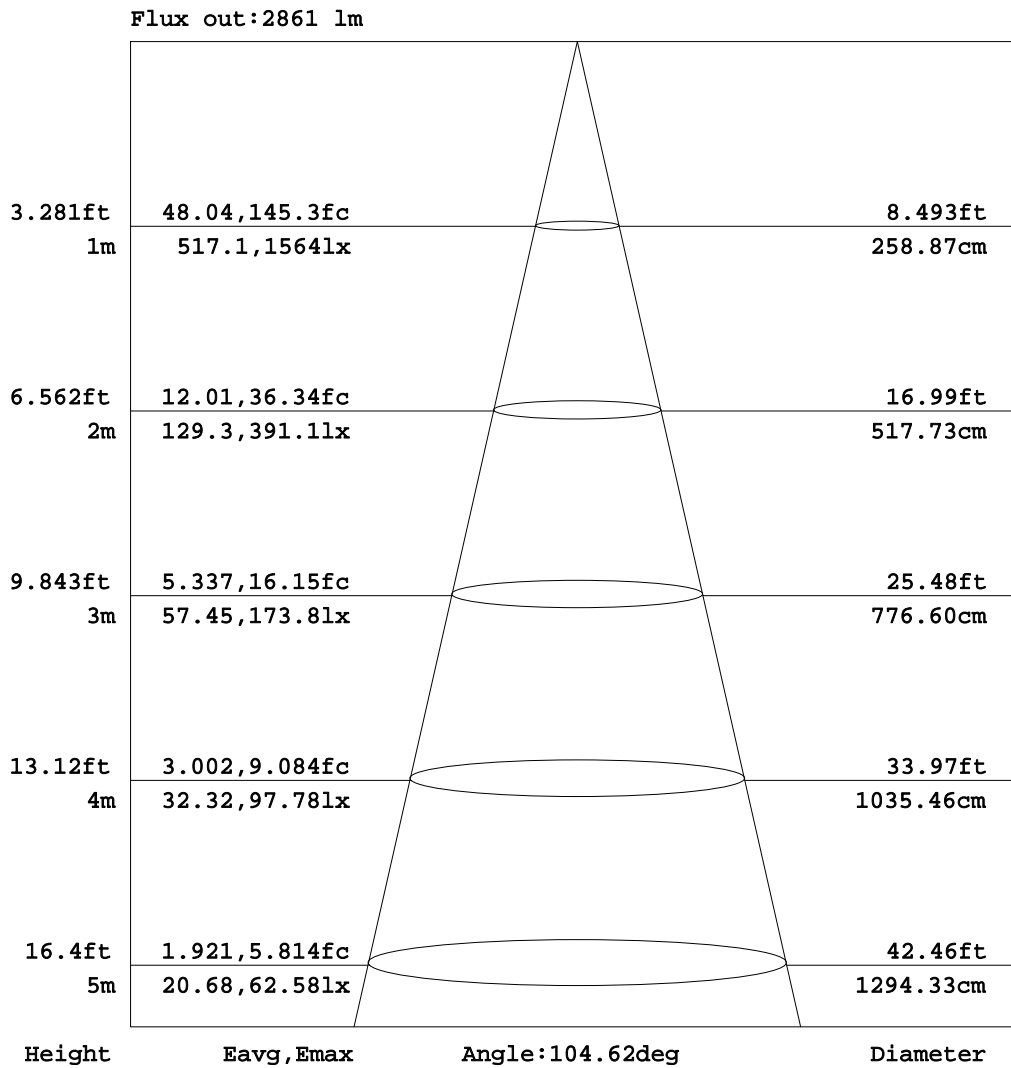 Flux out:2861 lm
3.281ft 48.04,145.3fc 8.493ft
1m 517.1,1564lx 258.87cm
6.562ft 12.01,36.34fc 16.99ft
2m 129.3,391.1lx 517.73cm
9.843ft 5.337,16.15fc 25.48ft
3m 57.45,173.8lx 776.60cm
13.12ft 3.002,9.084fc 33.97ft
4m 32.32,97.78lx 1035.46cm
16.4ft 1.921,5.814fc 42.46ft
5m 20.68,62.58lx 1294.33cm
Height Eavg,Emax Angle:104.62deg Diameter